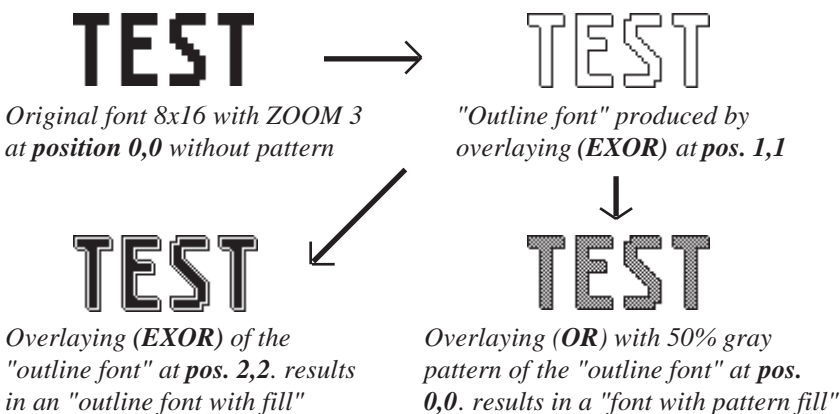 TEST
Original font 8x16 with ZOOM 3
at position 0,0 without pattern
TEST
"Outline font" produced by
overlaying (EXOR) at pos. 1,1
TEST
Overlaying (EXOR) of the
"outline font" at pos. 2,2. results
in an "outline font with fill"
TEST
Overlaying (OR) with 50% gray
pattern of the "outline font" at pos.
0,0. results in a "font with pattern fill"